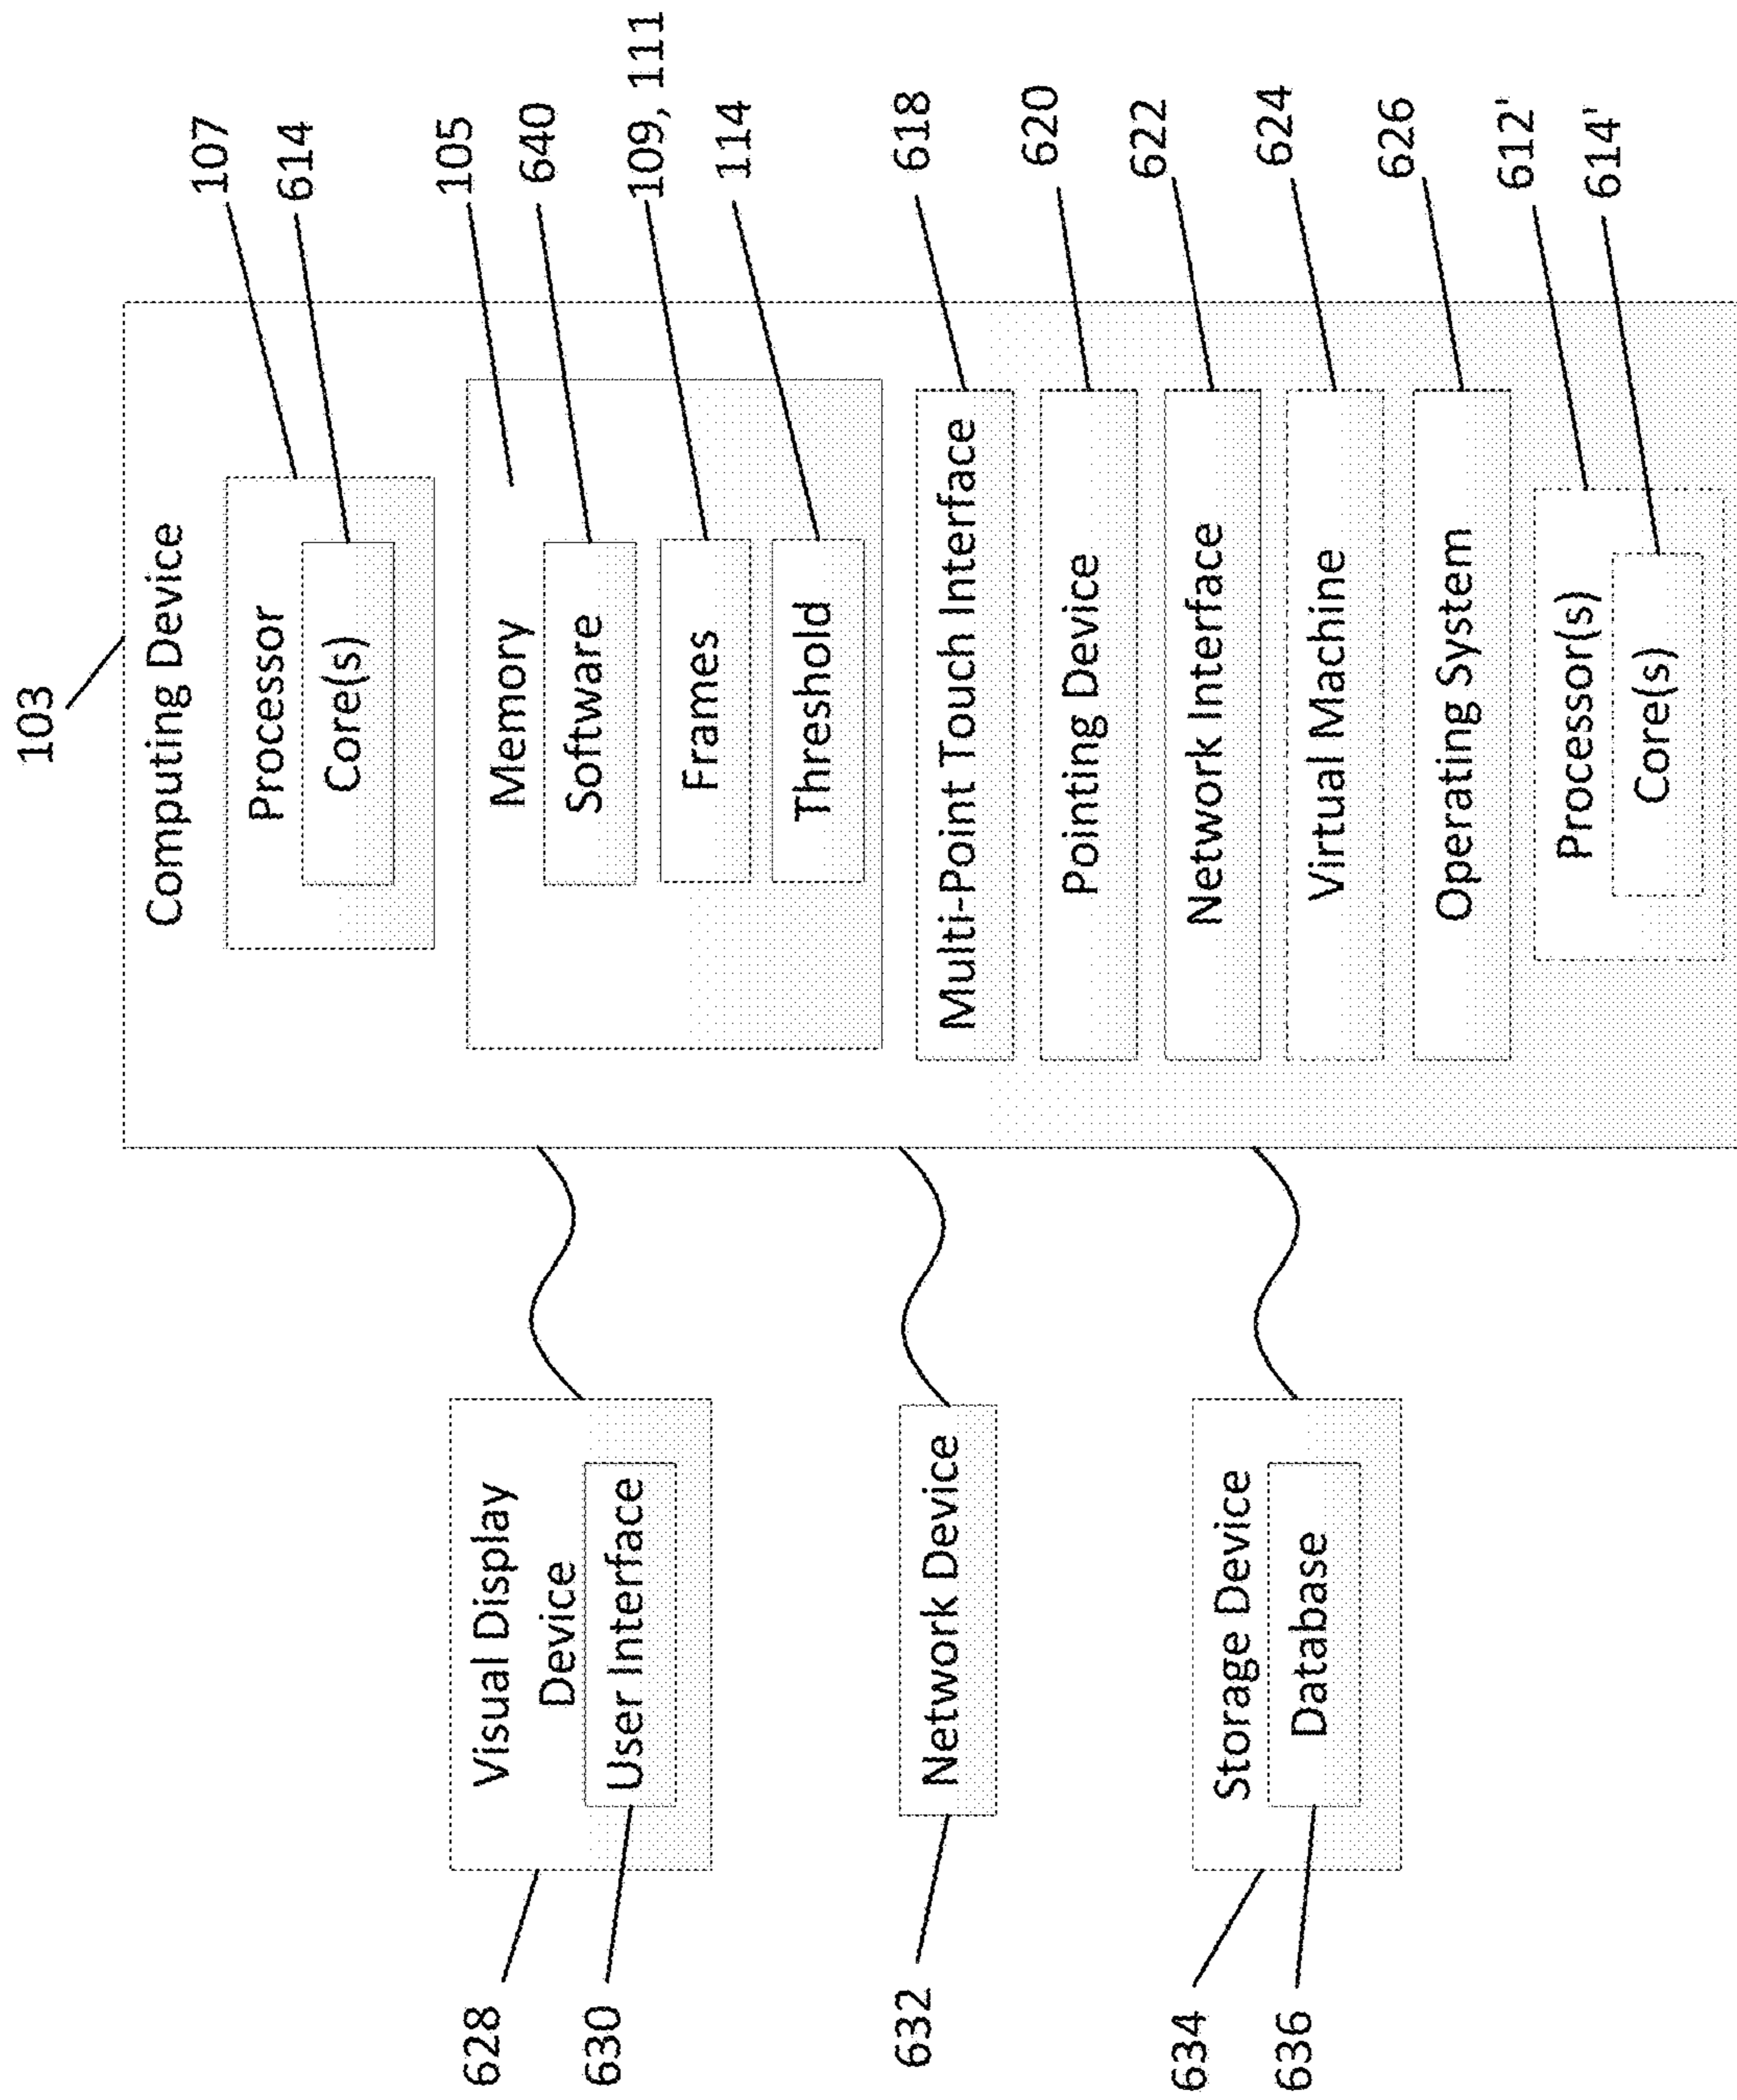 103
Computing Device
Processor
107
Core(s)
614
Memory
105
Software
640
Frames
109, 111
Threshold
114
Multi-Point Touch Interface
618
Pointing Device
620
Network Interface
622
Virtual Machine
624
Operating System
626
Processor(s)
612'
Core(s)
614'
628
Visual Display
Device
630
User Interface
632
Network Device
634
Storage Device
636
Database